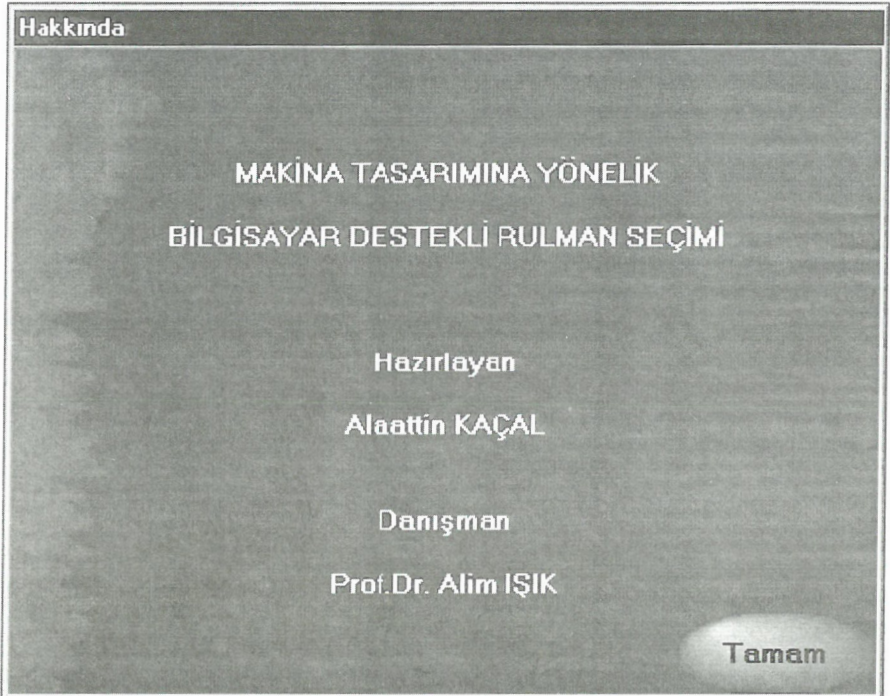 Hakkında
MAKİNA TASARIMINA YÖNELİK
BİLGİSAYAR DESTEKLİ RULMAN SEÇİMİ
Hazırlayan
Alaattin KAÇAL
Danışman
Prof.Dr. Alim IŞIK
Tamam